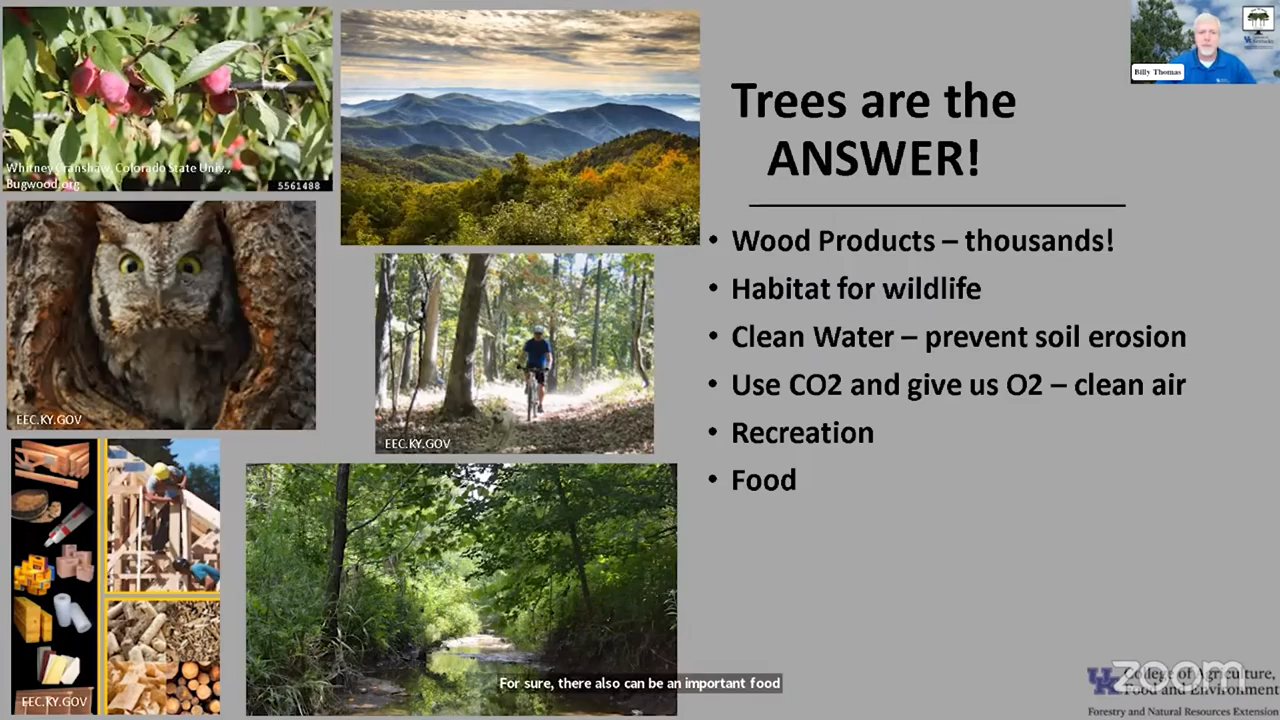 Whitney Cranshaw, Colorado State Univ.,
Bugwood.org
5561488
EEC.KY.GOV
EEC.KY.GOV
EEC.KY.GOV
Trees are the
ANSWER!
• Wood Products – thousands!
• Habitat for wildlife
• Clean Water – prevent soil erosion
• Use CO2 and give us O2 – clean air
• Recreation
• Food
Billy Thomas
For sure, there also can be an important food
zoom
UK College of Agriculture,
Food and Environment
Forestry and Natural Resources Extension